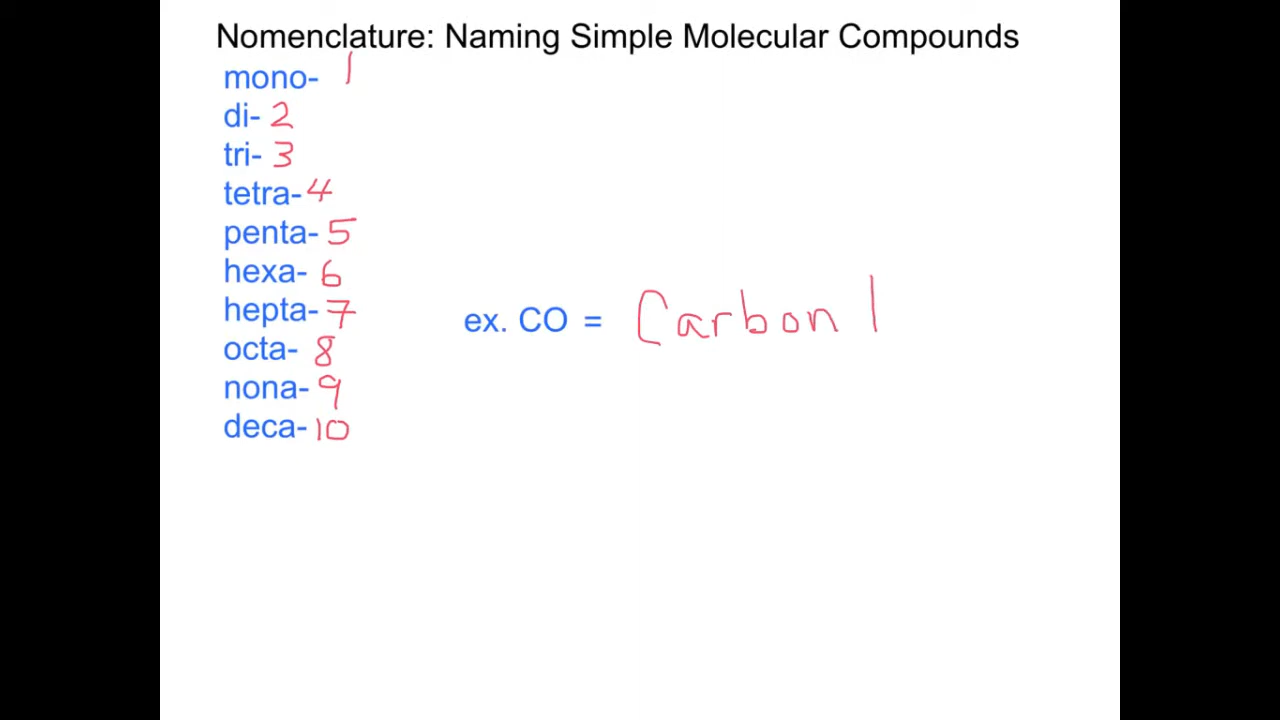 Nomenclature: Naming Simple Molecular Compounds
mono- 1
di- 2
tri- 3
tetra- 4
penta- 5
hexa- 6
hepta- 7
octa- 8
nona- 9
deca- 10
ex. CO = Carbon l